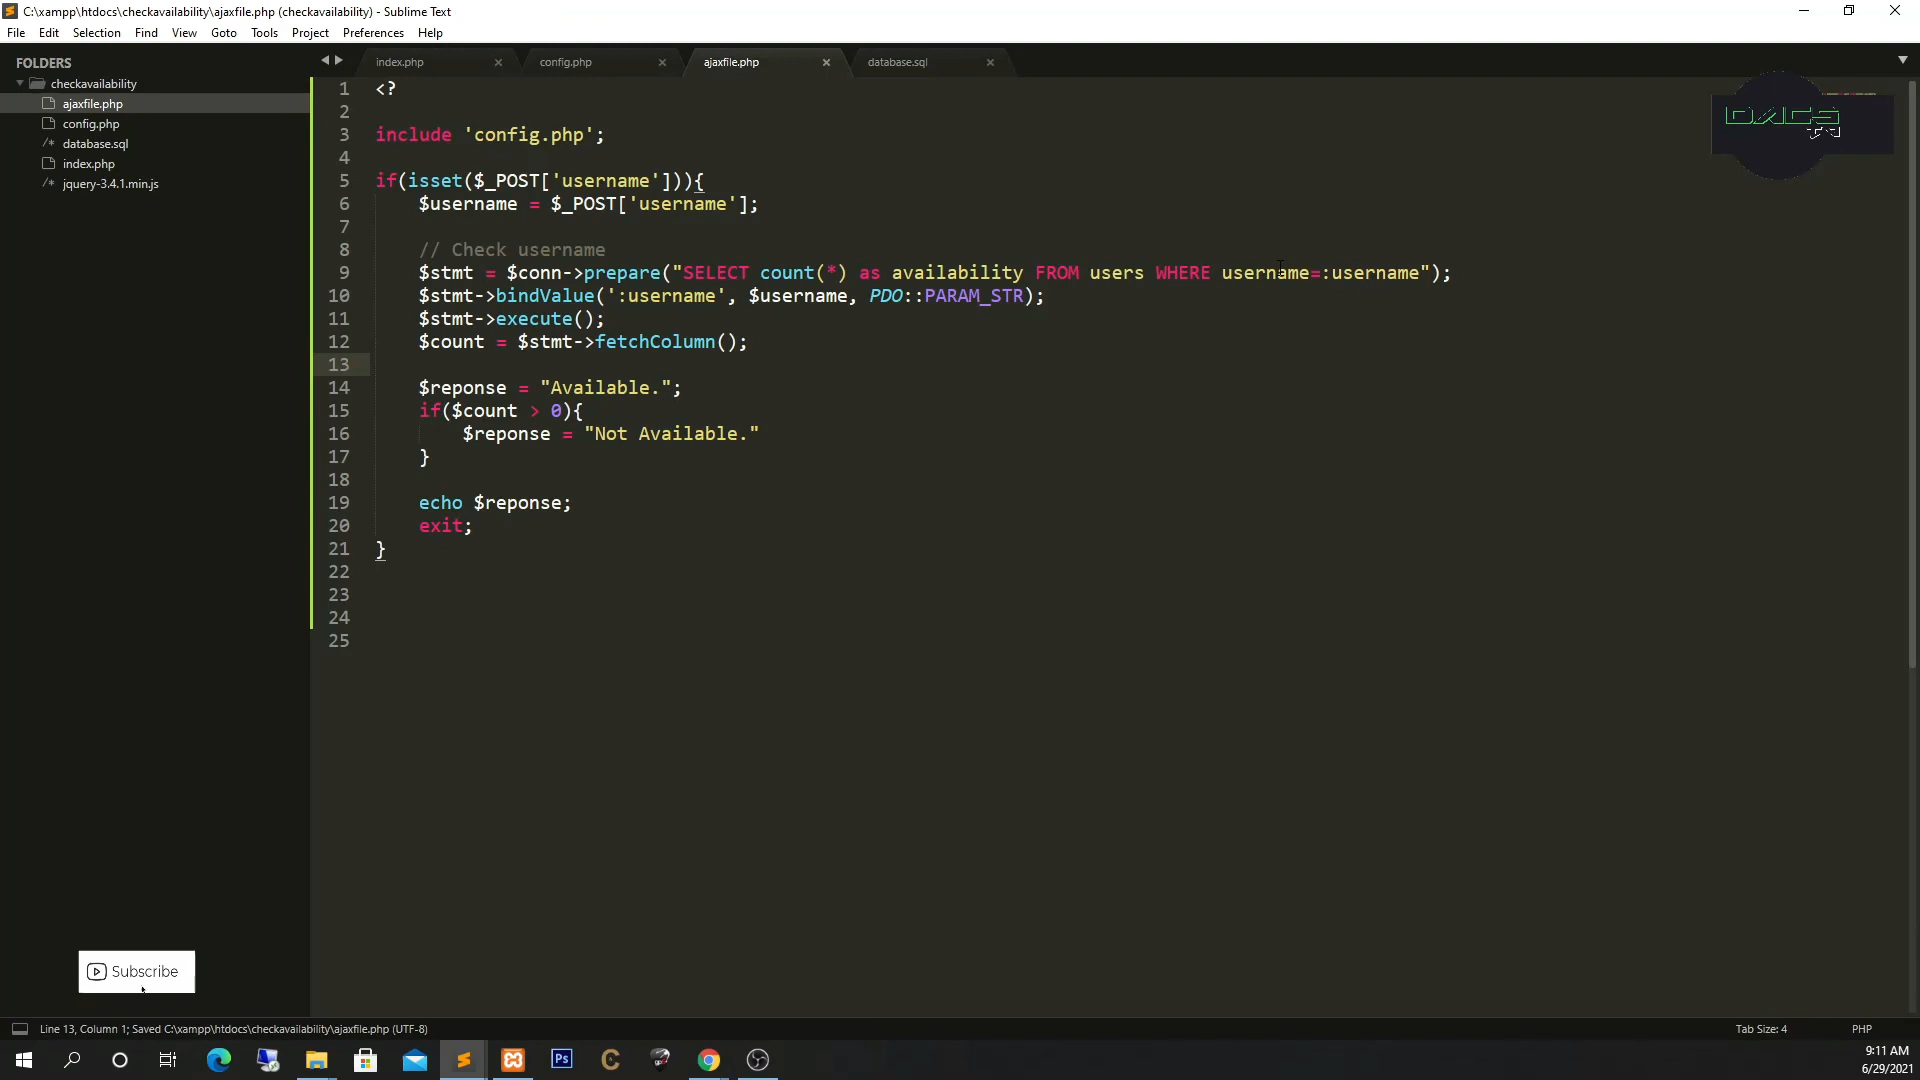 C:\xampp\htdocs\checkavailability\ajaxfile.php (checkavailability) - Sublime Text
File Edit Selection Find View Goto Tools Project Preferences Help
FOLDERS
checkavailability
ajaxfile.php
config.php
/* database.sql
index.php
/* jquery-3.4.1.min.js
index.php × config.php × ajaxfile.php × database.sql ×
1 <?
2
3 include 'config.php';
4
5 if(isset($_POST['username'])){
6 $username = $_POST['username'];
7
8 // Check username
9 $stmt = $conn->prepare("SELECT count(*) as availability FROM users WHERE username=:username");
10 $stmt->bindValue(':username', $username, PDO::PARAM_STR);
11 $stmt->execute();
12 $count = $stmt->fetchColumn();
13
14 $reponse = "Available.";
15 if($count > 0){
16 $reponse = "Not Available."
17 }
18
19 echo $reponse;
20 exit;
21 }
22
23
24
25
Subscribe
Line 13, Column 1; Saved C:\xampp\htdocs\checkavailability\ajaxfile.php (UTF-8)
Tab Size: 4
PHP
Ps
9:11 AM
6/29/2021